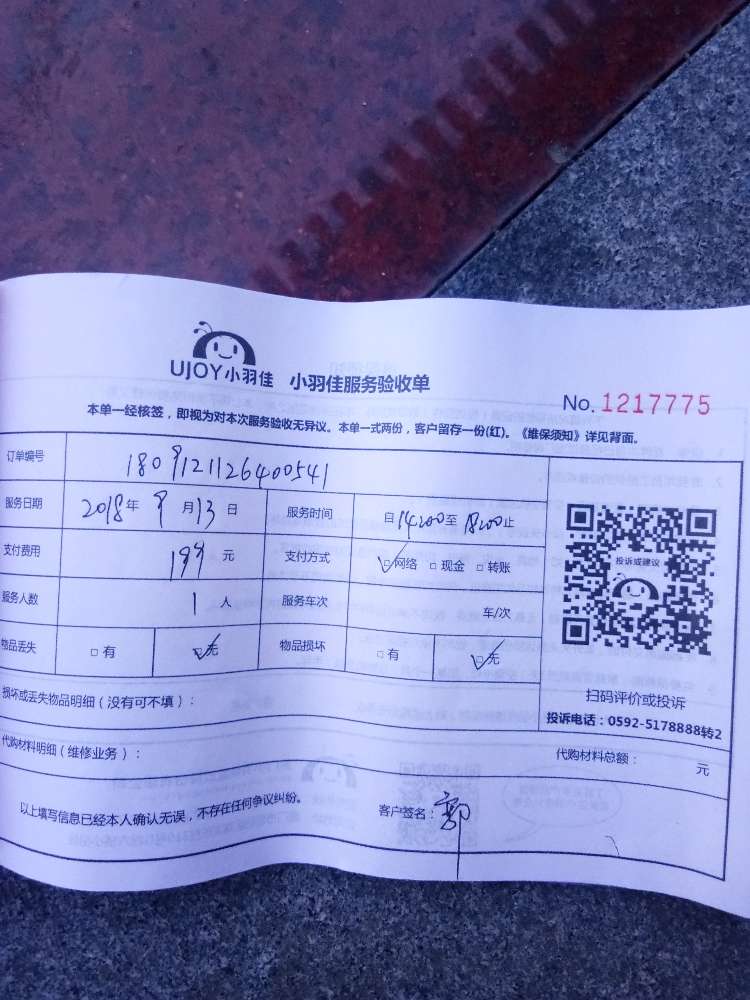 UJOY小羽佳 小羽佳服务验收单
No. 1217775
本单一经核签，即视为对本次服务验收无异议。本单一式两份，客户留存一份(红)。《维保须知》详见背面。
订单编号 1809121126400541
服务日期 2018年9月13日 服务时间 自14:00至18:00止
支付费用 199元 支付方式 ☑网络 □现金 □转账
服务人数 1人 服务车次 车/次
物品丢失 □有 ☑无 物品损坏 □有 ☑无
投诉或建议
扫码评价或投诉
投诉电话：0592-5178888转2
损坏或丢失物品明细（没有可不填）：
代购材料明细（维修业务）： 代购材料总额： 元
以上填写信息已经本人确认无误，不存在任何争议纠纷。 客户签名：郭